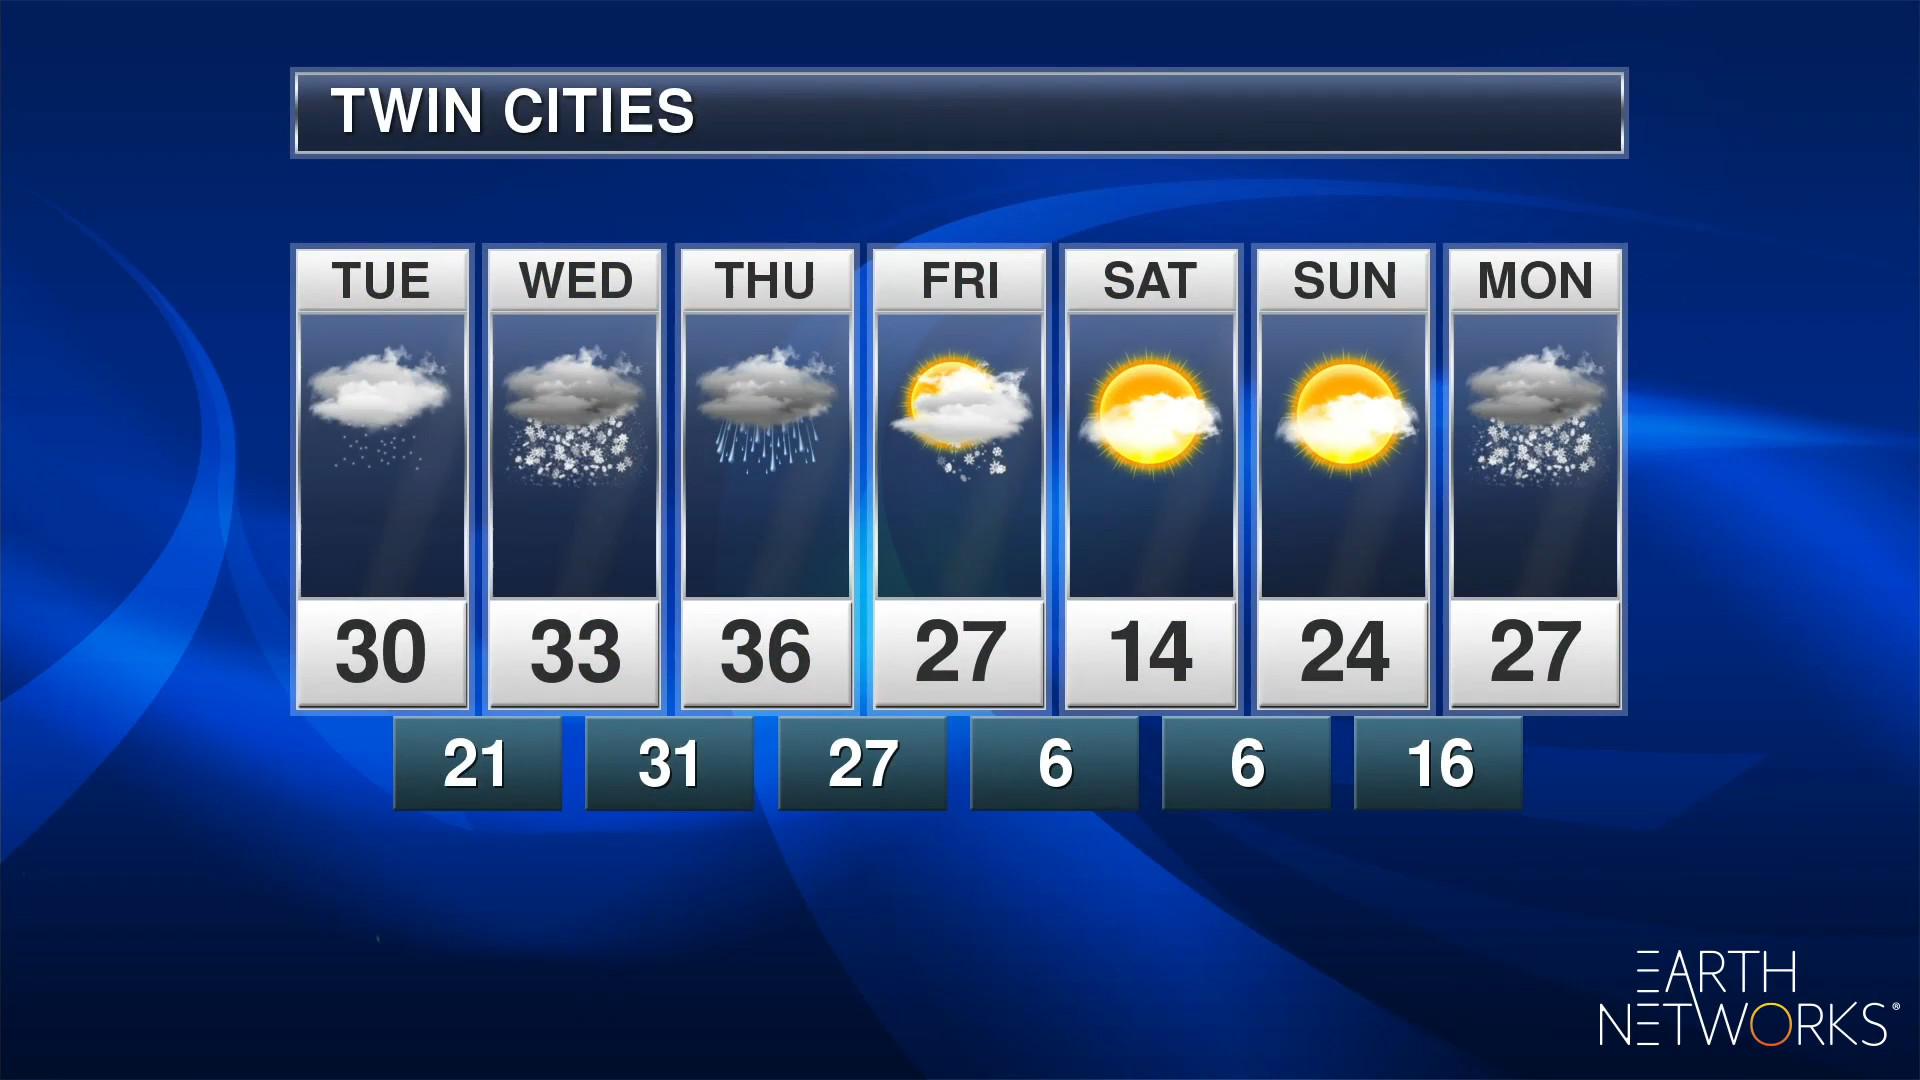 TWIN CITIES
TUE WED THU FRI SAT SUN MON
30 33 36 27 14 24 27
21 31 27 6 6 16
EARTH
NETWORKS®